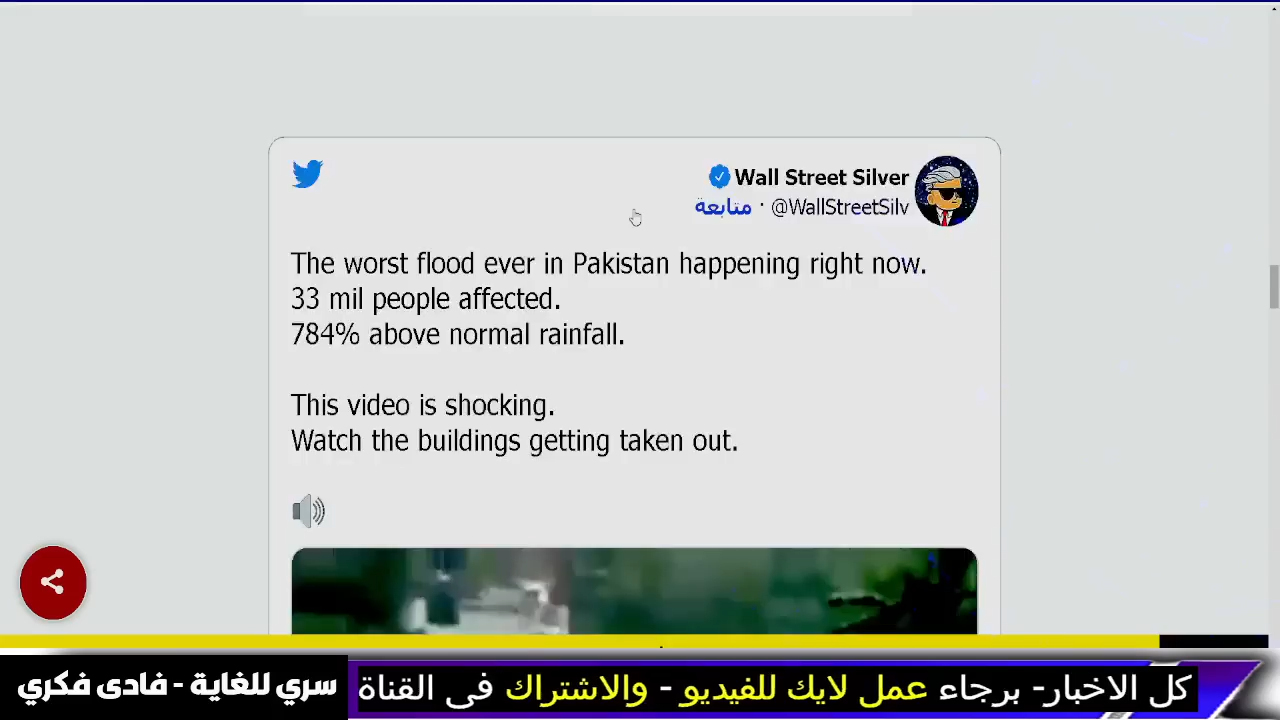 Wall Street Silver
@WallStreetSilv · متابعة
The worst flood ever in Pakistan happening right now.
33 mil people affected.
784% above normal rainfall.
This video is shocking.
Watch the buildings getting taken out.
كل الاخبار- برجاء عمل لايك للفيديو - والاشتراك فى القناة
سري للغاية - فادى فكري